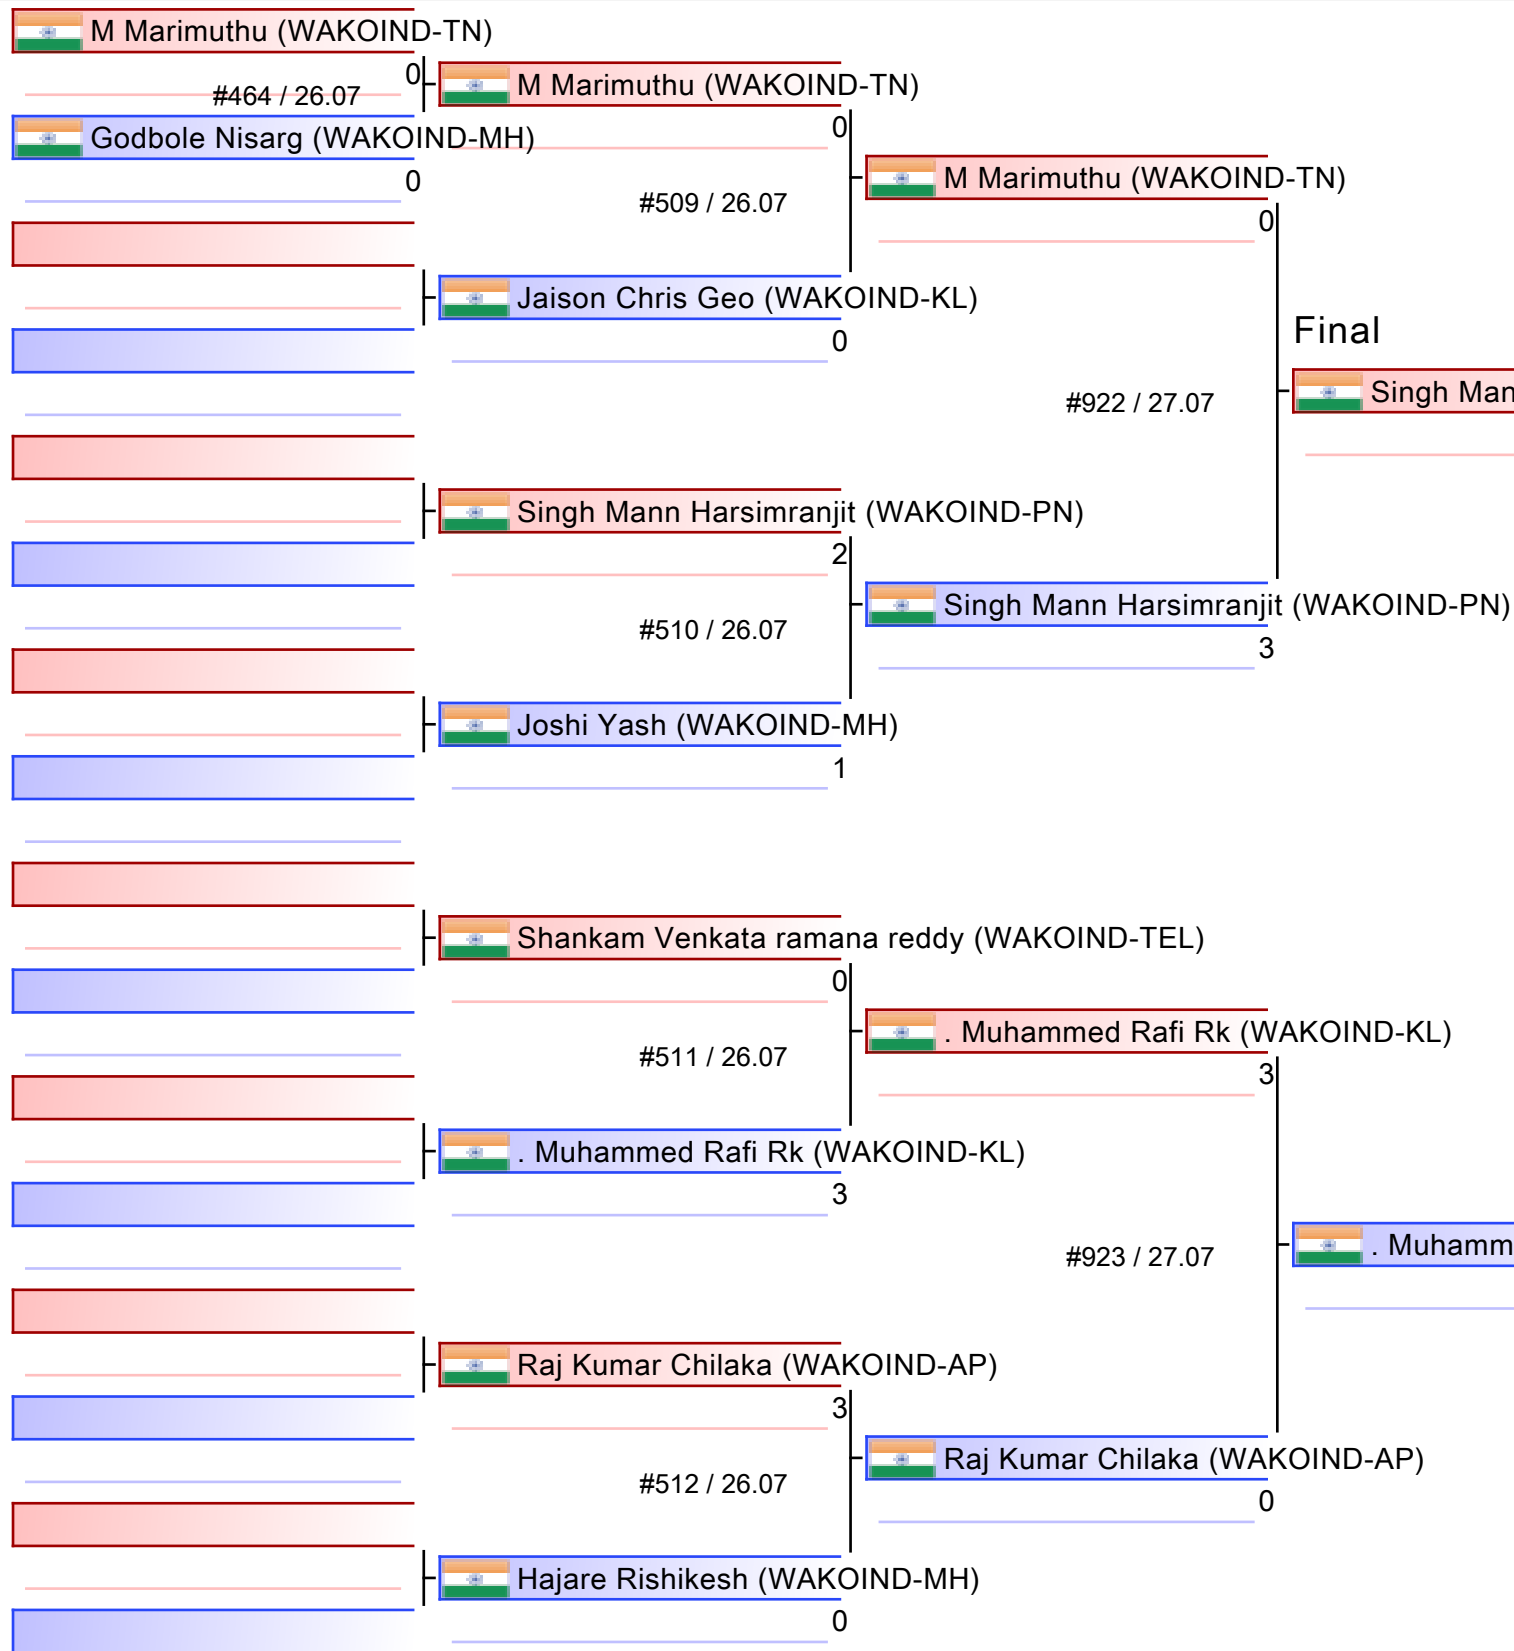 M Marimuthu (WAKOIND-TN)
0
#464 / 26.07
Godbole Nisarg (WAKOIND-MH)
0
M Marimuthu (WAKOIND-TN)
0
#509 / 26.07
Jaison Chris Geo (WAKOIND-KL)
0
Singh Mann Harsimranjit (WAKOIND-PN)
2
#510 / 26.07
Joshi Yash (WAKOIND-MH)
1
Shankam Venkata ramana reddy (WAKOIND-TEL)
0
#511 / 26.07
. Muhammed Rafi Rk (WAKOIND-KL)
3
Raj Kumar Chilaka (WAKOIND-AP)
3
#512 / 26.07
Hajare Rishikesh (WAKOIND-MH)
0
M Marimuthu (WAKOIND-TN)
0
#922 / 27.07
Singh Mann Harsimranjit (WAKOIND-PN)
3
. Muhammed Rafi Rk (WAKOIND-KL)
3
#923 / 27.07
Raj Kumar Chilaka (WAKOIND-AP)
0
Final
Singh Man
. Muhamm